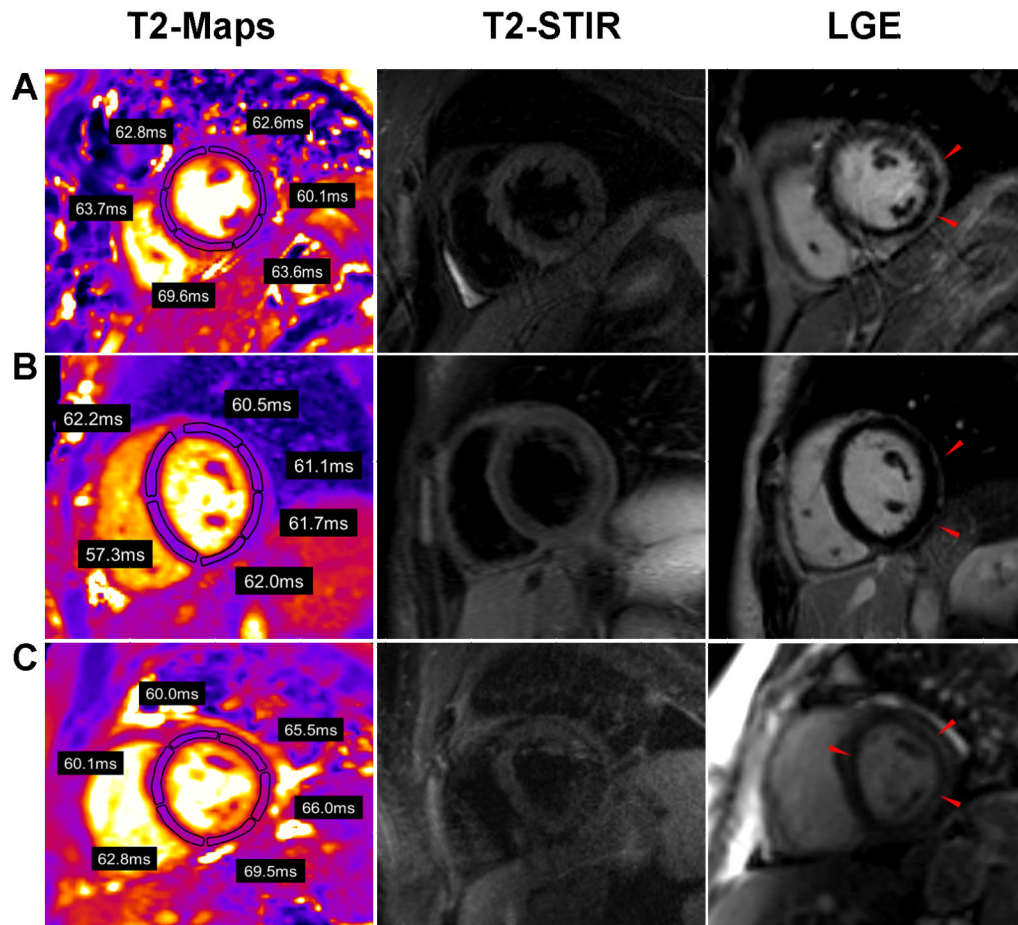 T2-Maps T2-STIR LGE
A
62.8ms 62.6ms
60.1ms
63.7ms
63.6ms
69.6ms
B
62.2ms 60.5ms
61.1ms
61.7ms
57.3ms
62.0ms
C
60.0ms
65.5ms
60.1ms
66.0ms
62.8ms
69.5ms